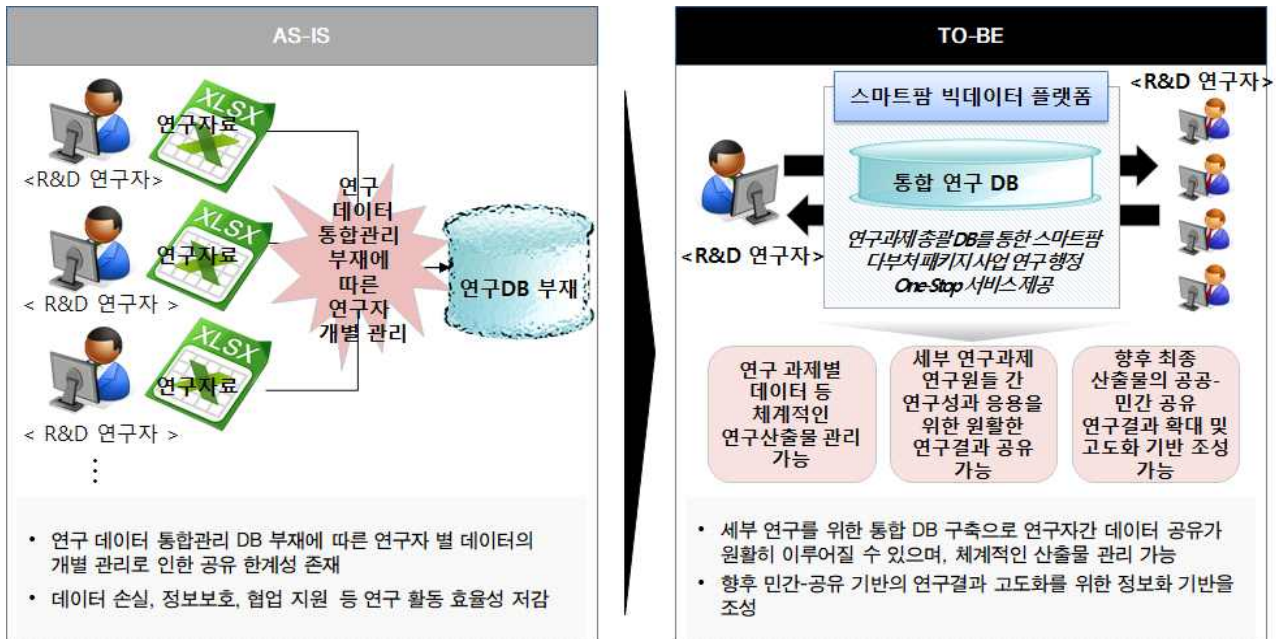 AS-IS
XLSX
연구자료
<R&D 연구자>
XLSX
연구자료
< R&D 연구자 >
XLSX
연구자료
< R&D 연구자 >
연구
데이터
통합관리
부재에
따른
연구자
개별 관리
연구DB 부재
• 연구 데이터 통합관리 DB 부재에 따른 연구자 별 데이터의
개별 관리로 인한 공유 한계성 존재
• 데이터 손실, 정보보호, 협업 지원 등 연구 활동 효율성 저감
TO-BE
<R&D 연구자>
스마트팜 빅데이터 플랫폼
통합 연구 DB
<R&D 연구자>
연구과제 총괄 DB를 통한 스마트팜
다부처 패키지 사업 연구 행정
One-Stop 서비스 제공
연구 과제별
데이터 등
체계적인
연구산출물 관리
가능
세부 연구과제
연구원들 간
연구성과 응용을
위한 원활한
연구결과 공유
가능
향후 최종
산출물의 공공-
민간 공유
연구결과 확대 및
고도화 기반 조성
가능
• 세부 연구를 위한 통합 DB 구축으로 연구자간 데이터 공유가
원활히 이루어질 수 있으며, 체계적인 산출물 관리 가능
• 향후 민간-공유 기반의 연구결과 고도화를 위한 정보화 기반을
조성